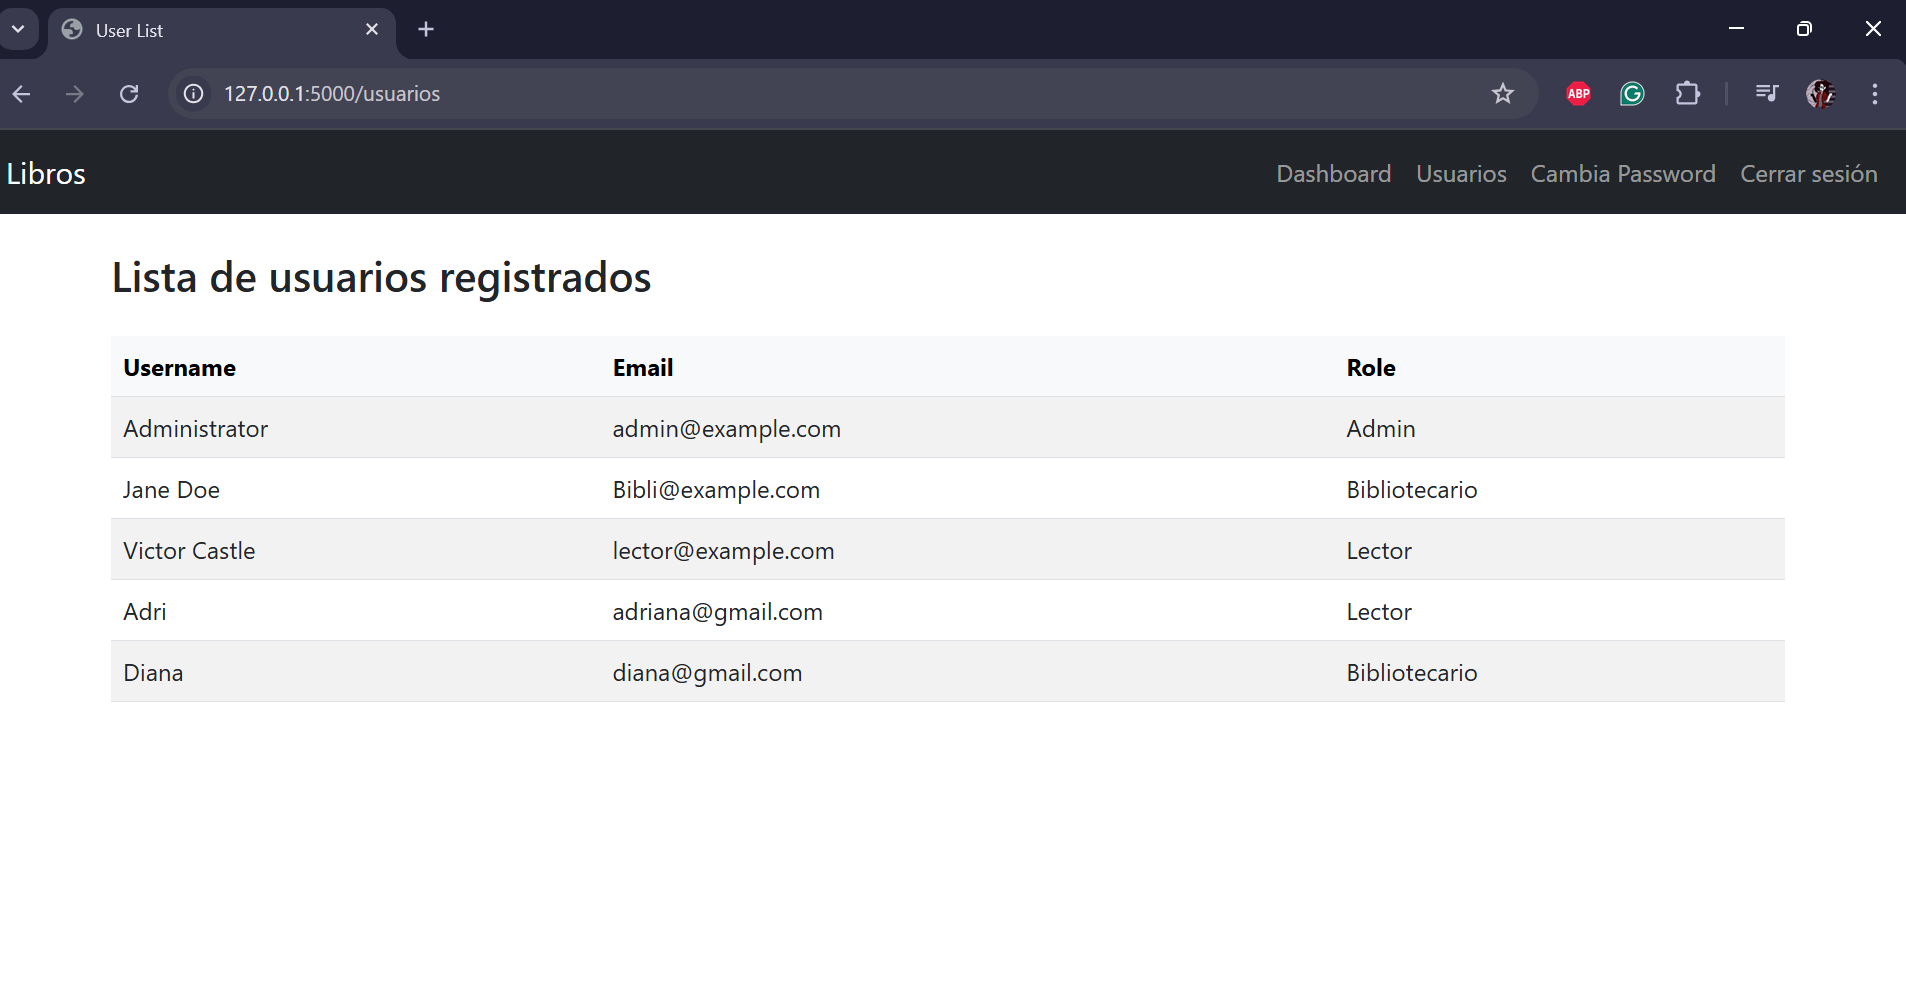 User List
127.0.0.1:5000/usuarios
ABP
Libros Dashboard Usuarios Cambia Password Cerrar sesión
Lista de usuarios registrados
Username Email Role
Administrator admin@example.com Admin
Jane Doe Bibli@example.com Bibliotecario
Victor Castle lector@example.com Lector
Adri adriana@gmail.com Lector
Diana diana@gmail.com Bibliotecario